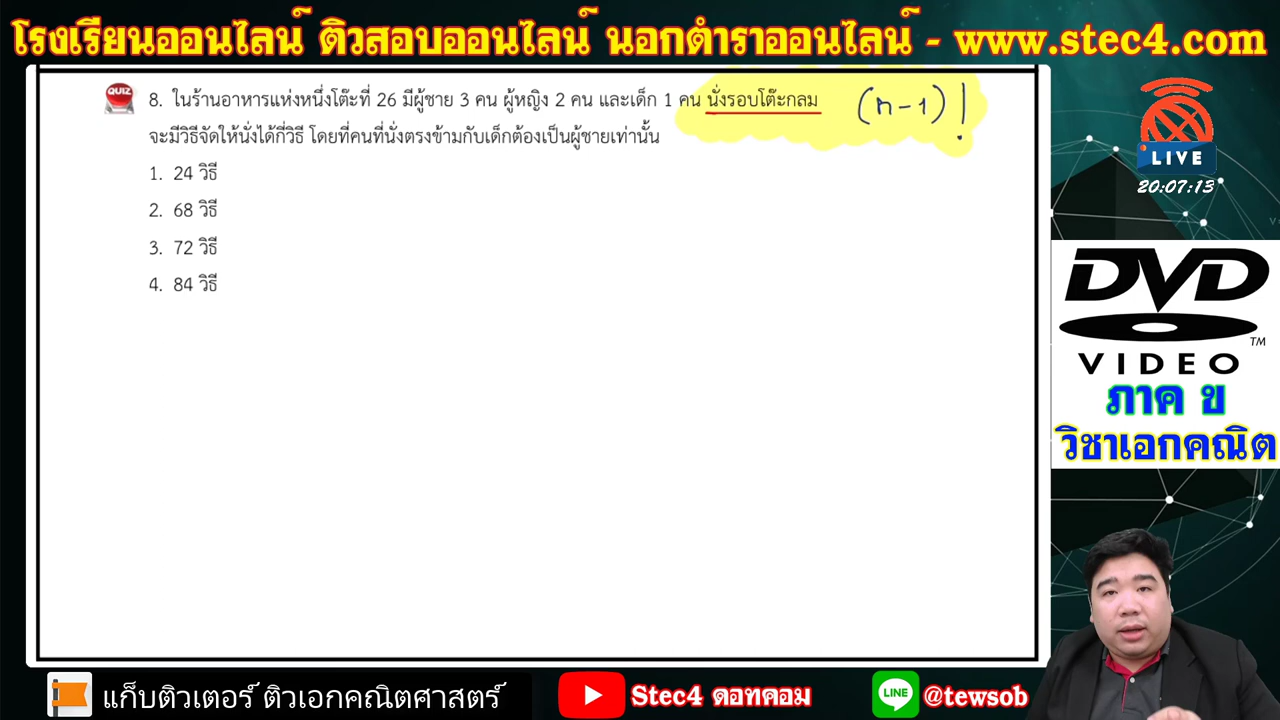 โรงเรียนออนไลน์ ติวสอบออนไลน์ นอกตำราออนไลน์ - www.stec4.com
QUIZ
8. ในร้านอาหารแห่งหนึ่งโต๊ะที่ 26 มีผู้ชาย 3 คน ผู้หญิง 2 คน และเด็ก 1 คน นั่งรอบโต๊ะกลม (n-1)!
จะมีวิธีจัดให้นั่งได้กี่วิธี โดยที่คนที่นั่งตรงข้ามกับเด็กต้องเป็นผู้ชายเท่านั้น
1. 24 วิธี
2. 68 วิธี
3. 72 วิธี
4. 84 วิธี
LIVE
20:07:13
DVD
TM
VIDEO
ภาค ข
วิชาเอกคณิต
แก็บติวเตอร์ ติวเอกคณิตศาสตร์
Stec4 ดอทคอม
LINE
@tewsob